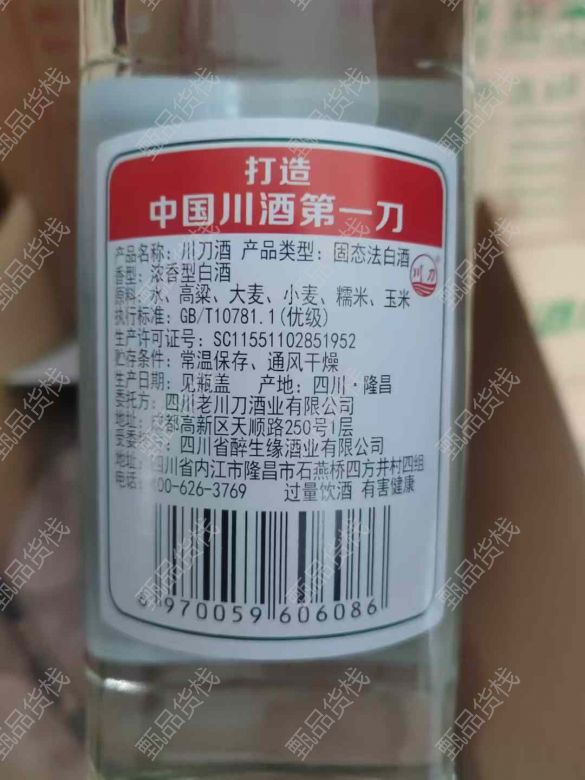 打造
中国川酒第一刀
产品名称：川刀酒 产品类型：固态法白酒
香型：浓香型白酒
川刀
原料：水、高粱、大麦、小麦、糯米、玉米
执行标准：GB/T10781.1(优级)
生产许可证号：SC11551102851952
贮存条件：常温保存、通风干燥
生产日期：见瓶盖 产地：四川·隆昌
委托方：四川老川刀酒业有限公司
地址：成都高新区天顺路250号1层
受委托方：四川省醉生缘酒业有限公司
地址：四川省内江市隆昌市石燕桥四方井村四组
电话：400-626-3769 过量饮酒 有害健康
6970059606086
甄品货栈